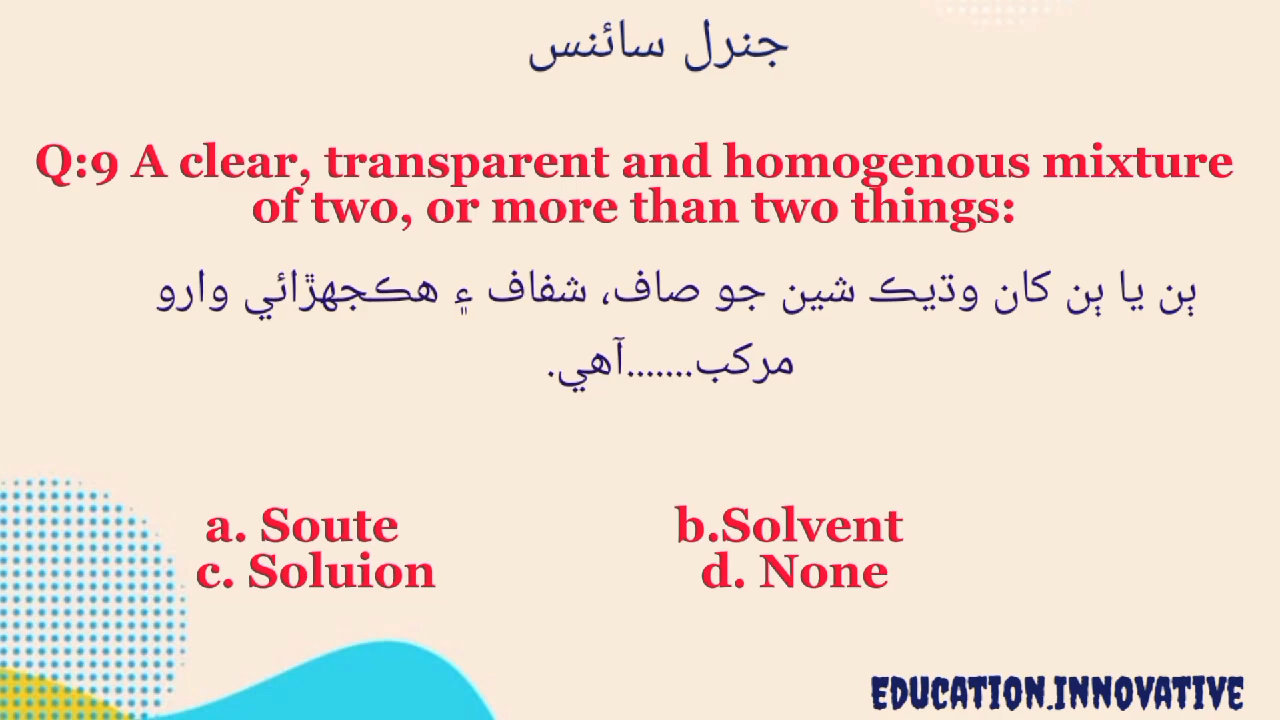 جنرل سائنس
Q:9 A clear, transparent and homogenous mixture
of two, or more than two things:
ٻن يا ٻن کان وڌيڪ شين جو صاف، شفاف ۽ هڪجهڙائي وارو
مرکب.......آهي.
a. Soute b.Solvent
c. Soluion d. None
EDUCATION.INNOVATIVE